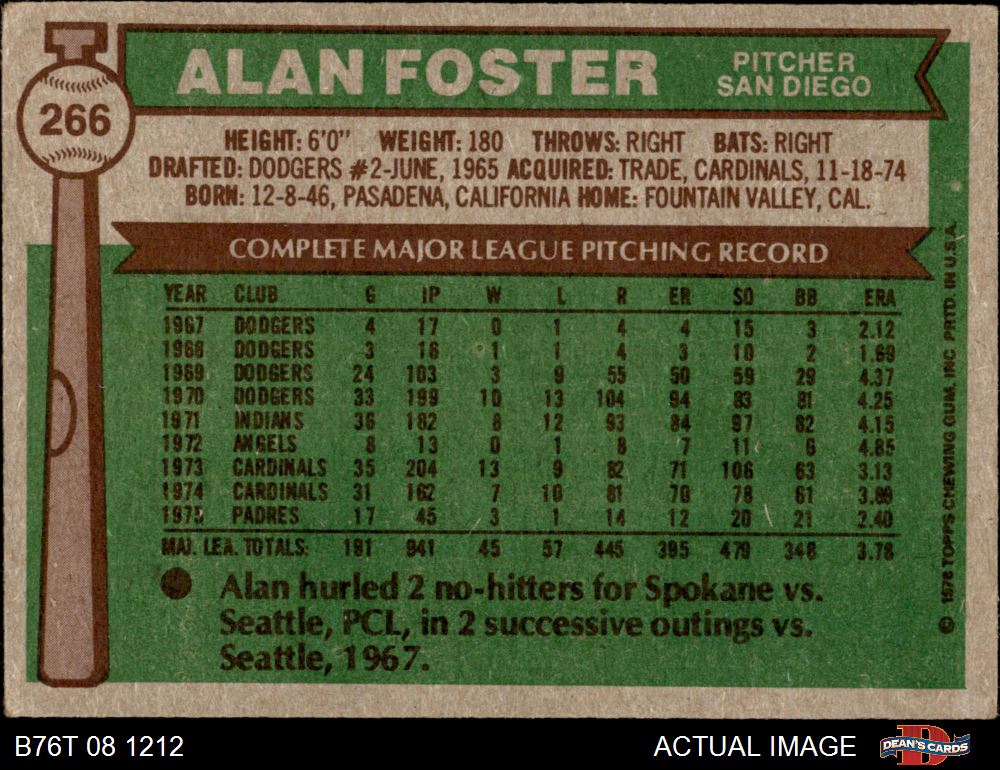 ALAN FOSTER
PITCHER
SAN DIEGO
266
HEIGHT: 6'0" WEIGHT: 180 THROWS: RIGHT BATS: RIGHT
DRAFTED: DODGERS #2-JUNE, 1965 ACQUIRED: TRADE, CARDINALS, 11-18-74
BORN: 12-8-46, PASADENA, CALIFORNIA HOME: FOUNTAIN VALLEY, CAL.
COMPLETE MAJOR LEAGUE PITCHING RECORD
YEAR CLUB G IP W L R ER SO BB ERA
1967 DODGERS 4 17 0 1 4 4 15 3 2.12
1968 DODGERS 3 16 1 1 4 3 10 2 1.69
1969 DODGERS 24 103 3 9 55 50 59 29 4.37
1970 DODGERS 33 199 10 13 104 94 83 81 4.25
1971 INDIANS 36 182 8 12 93 84 97 82 4.15
1972 ANGELS 8 13 0 1 8 7 11 6 4.85
1973 CARDINALS 35 204 13 9 82 71 106 63 3.13
1974 CARDINALS 31 162 7 10 81 70 78 61 3.89
1975 PADRES 17 45 3 1 14 12 20 21 2.40
MAJ. LEA. TOTALS: 191 941 45 57 445 395 479 348 3.78
Alan hurled 2 no-hitters for Spokane vs.
Seattle, PCL, in 2 successive outings vs.
Seattle, 1967.
© 1976 TOPPS CHEWING GUM, INC PRTD. IN U.S.A.
B76T 08 1212
ACTUAL IMAGE
DEAN'S CARDS